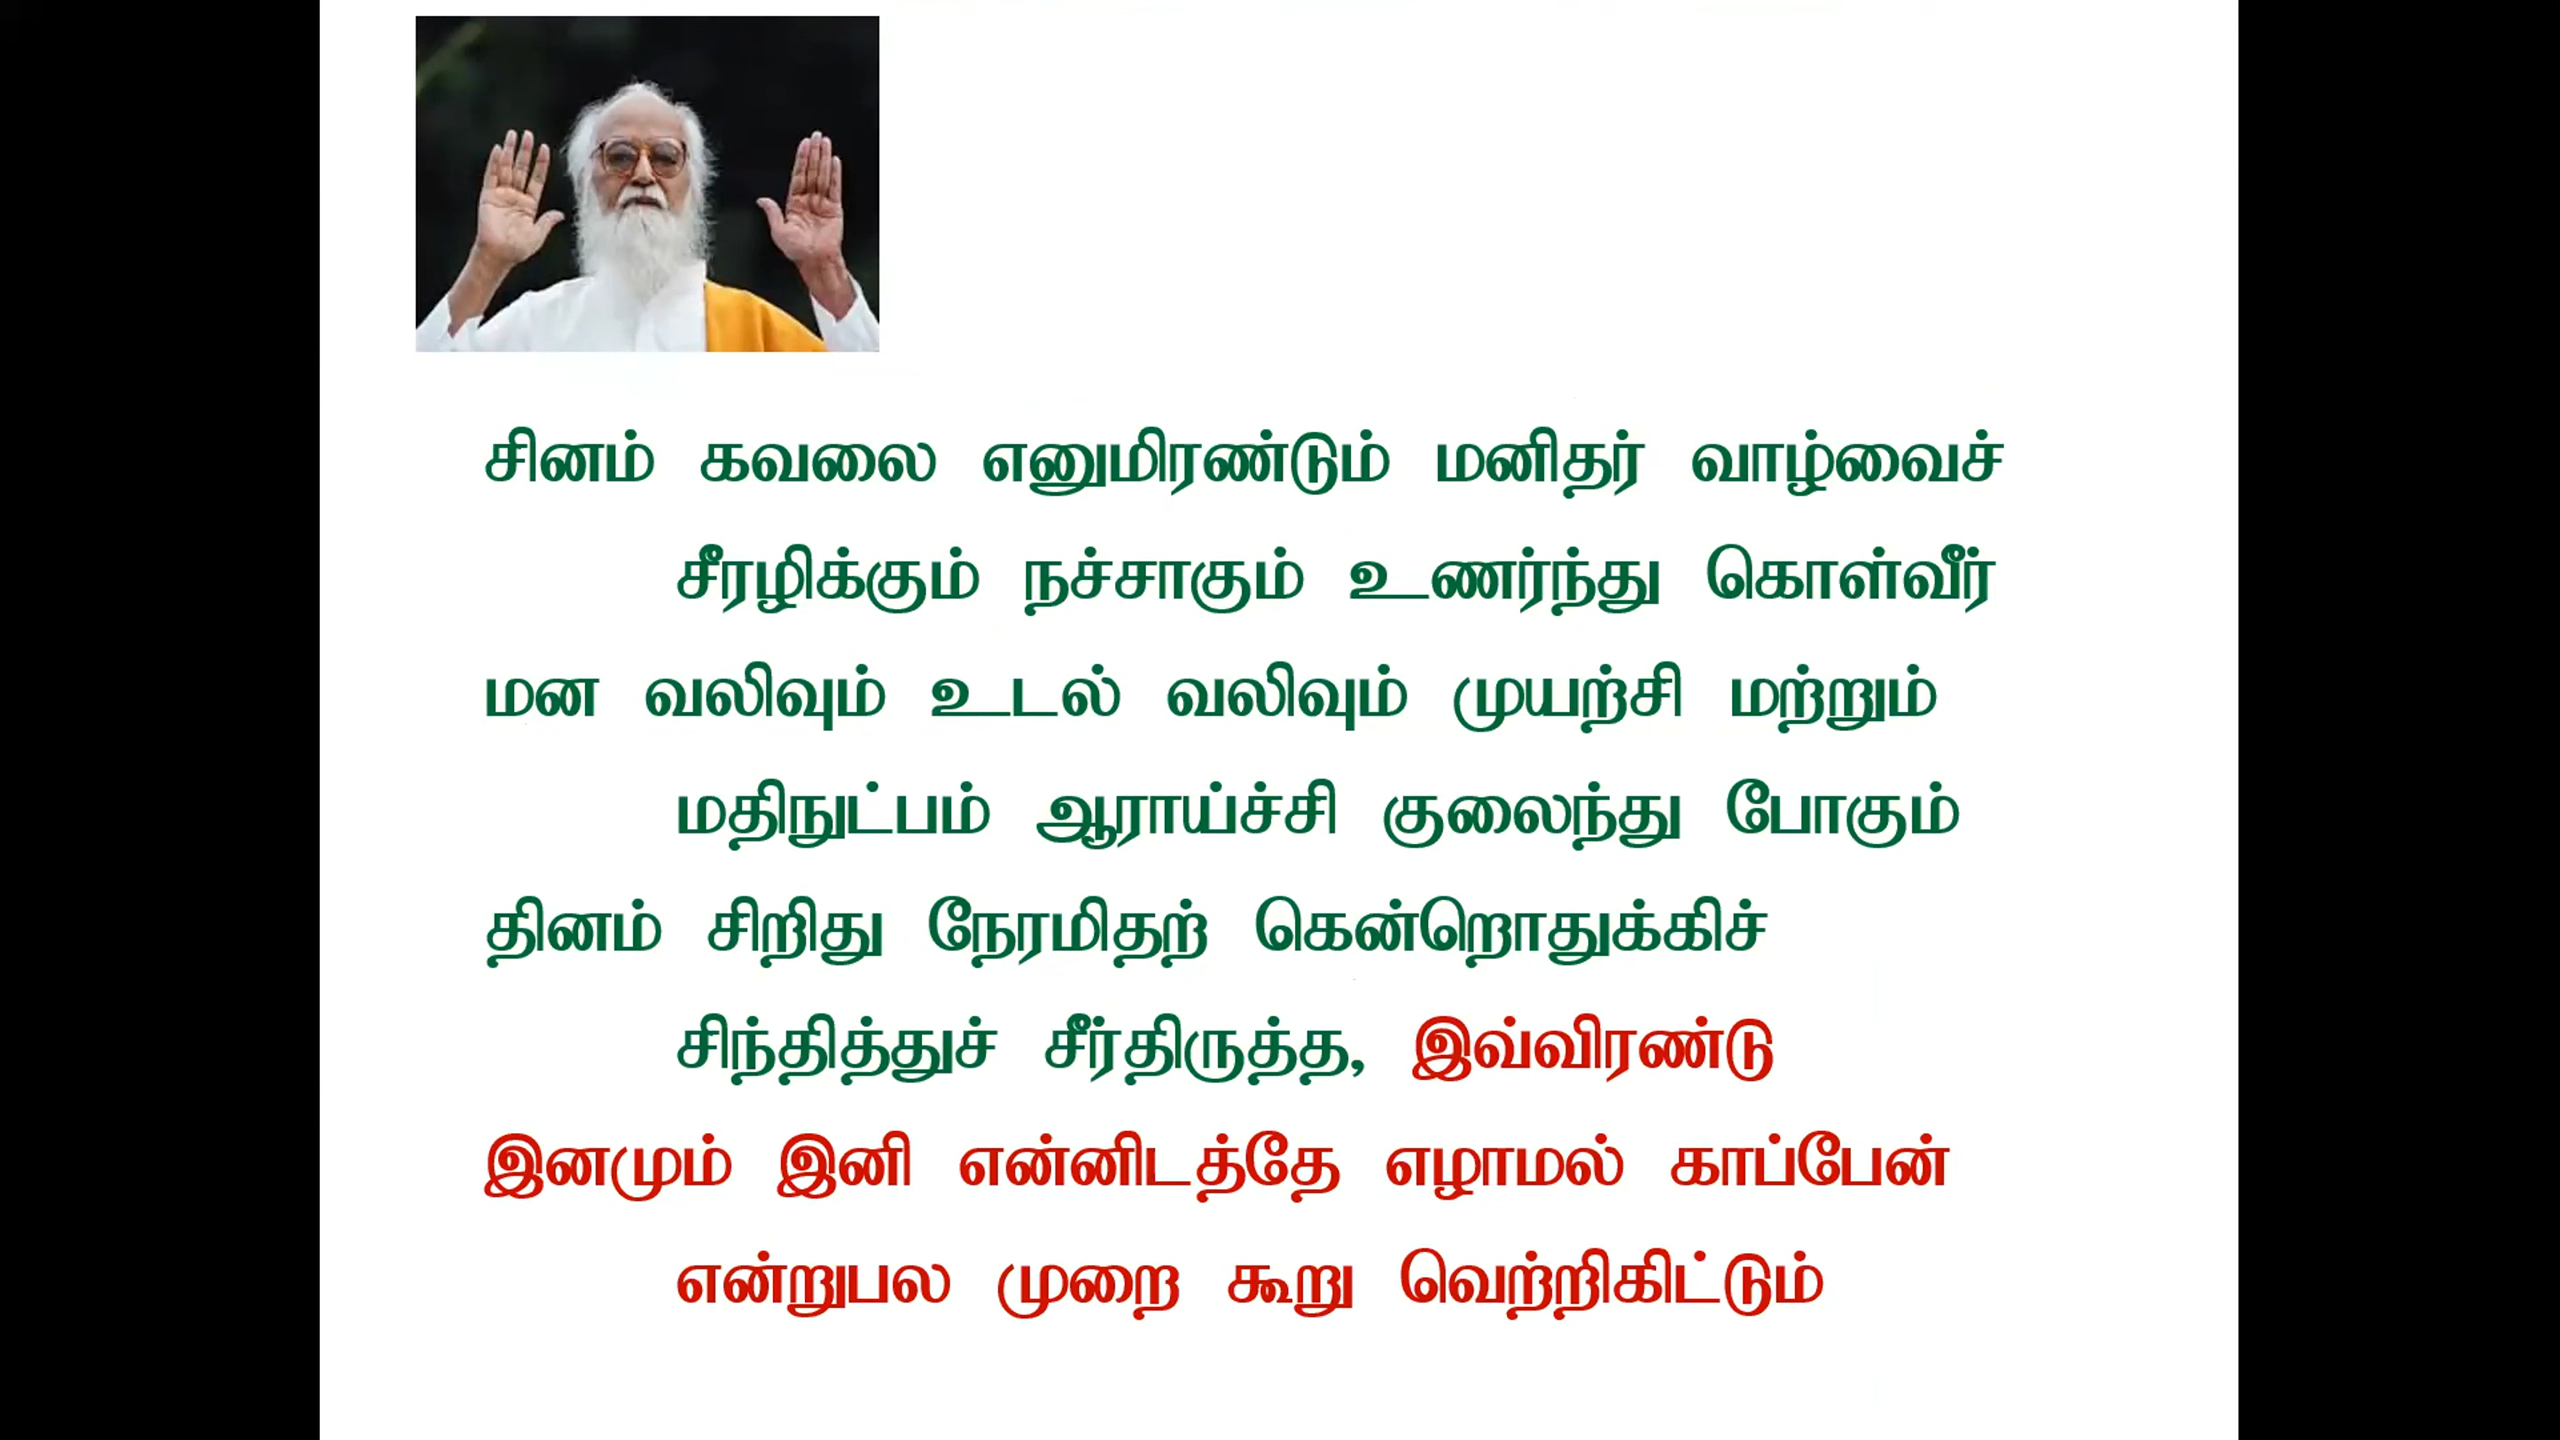 சினம் கவலை எனுமிரண்டும் மனிதர் வாழ்வைச்
சீரழிக்கும் நச்சாகும் உணர்ந்து கொள்வீர்
மன வலிவும் உடல் வலிவும் முயற்சி மற்றும்
மதிநுட்பம் ஆராய்ச்சி குலைந்து போகும்
தினம் சிறிது நேரமிதற் கென்றொதுக்கிச்
சிந்தித்துச் சீர்திருத்த, இவ்விரண்டு
இனமும் இனி என்னிடத்தே எழாமல் காப்பேன்
என்றுபல முறை கூறு வெற்றிகிட்டும்